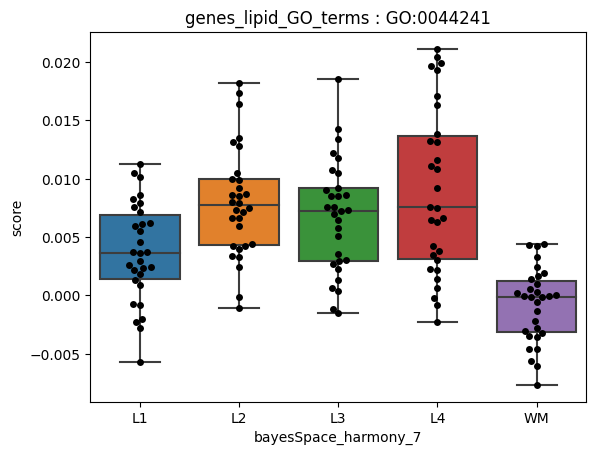 genes_lipid_GO_terms : GO:0044241
score
0.020
0.015
0.010
0.005
0.000
−0.005
L1 L2 L3 L4 WM
bayesSpace_harmony_7